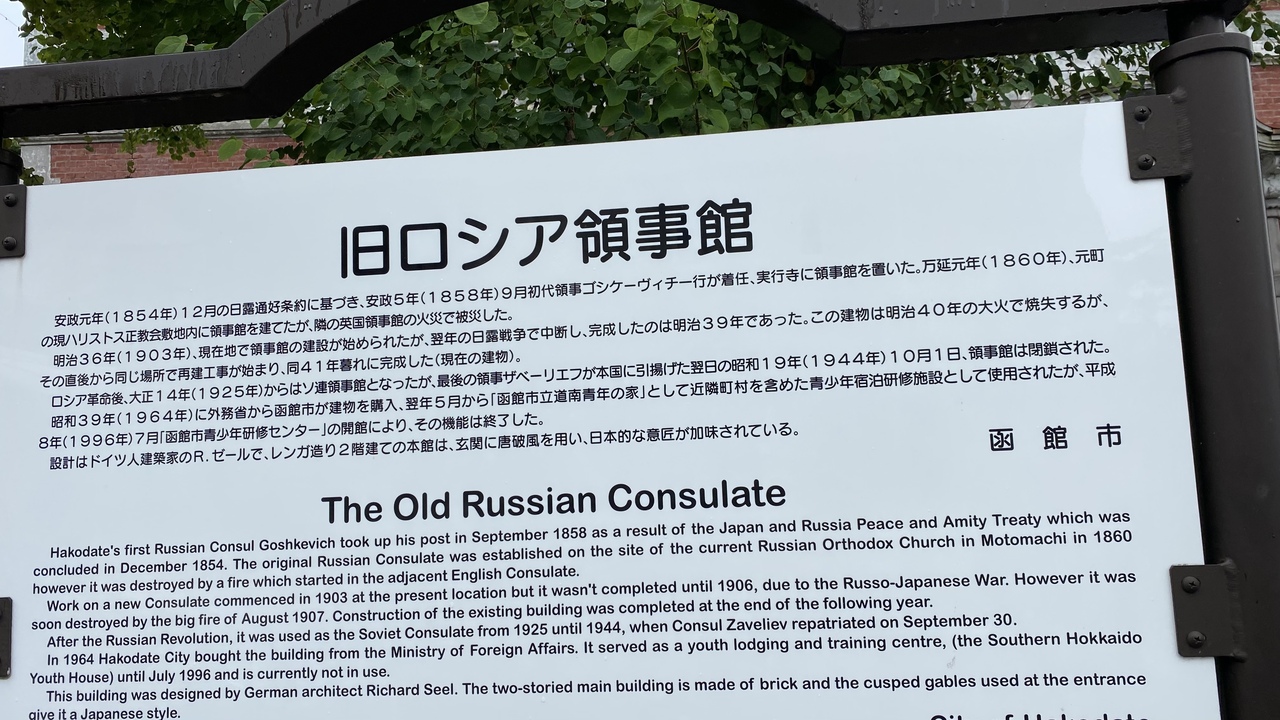 旧ロシア領事館
安政元年(1854年)12月の日露通好条約に基づき、安政5年(1858年)9月初代領事ゴシケーヴィチ一行が着任、実行寺に領事館を置いた。万延元年(1860年)、元町
の現ハリストス正教会敷地内に領事館を建てたが、隣の英国領事館の火災で被災した。
明治36年(1903年)、現在地で領事館の建設が始められたが、翌年の日露戦争で中断し、完成したのは明治39年であった。この建物は明治40年の大火で焼失するが、
その直後から同じ場所で再建工事が始まり、同41年暮れに完成した(現在の建物)。
ロシア革命後、大正14年(1925年)からはソ連領事館となったが、最後の領事ザベーリエフが本国に引揚げた翌日の昭和19年(1944年)10月1日、領事館は閉鎖された。
昭和39年(1964年)に外務省から函館市が建物を購入、翌年5月から「函館市立道南青年の家」として近隣町村を含めた青少年宿泊研修施設として使用されたが、平成
8年(1996年)7月「函館市青少年研修センター」の開館により、その機能は終了した。
設計はドイツ人建築家のR.ゼールで、レンガ造り2階建ての本館は、玄関に唐破風を用い、日本的な意匠が加味されている。
函館市
The Old Russian Consulate
Hakodate's first Russian Consul Goshkevich took up his post in September 1858 as a result of the Japan and Russia Peace and Amity Treaty which was
concluded in December 1854. The original Russian Consulate was established on the site of the current Russian Orthodox Church in Motomachi in 1860
however it was destroyed by a fire which started in the adjacent English Consulate.
Work on a new Consulate commenced in 1903 at the present location but it wasn't completed until 1906, due to the Russo-Japanese War. However it was
soon destroyed by the big fire of August 1907. Construction of the existing building was completed at the end of the following year.
After the Russian Revolution, it was used as the Soviet Consulate from 1925 until 1944, when Consul Zaveliev repatriated on September 30.
In 1964 Hakodate City bought the building from the Ministry of Foreign Affairs. It served as a youth lodging and training centre, (the Southern Hokkaido
Youth House) until July 1996 and is currently not in use.
This building was designed by German architect Richard Seel. The two-storied main building is made of brick and the cusped gables used at the entrance
give it a Japanese style.
City of Hakodate